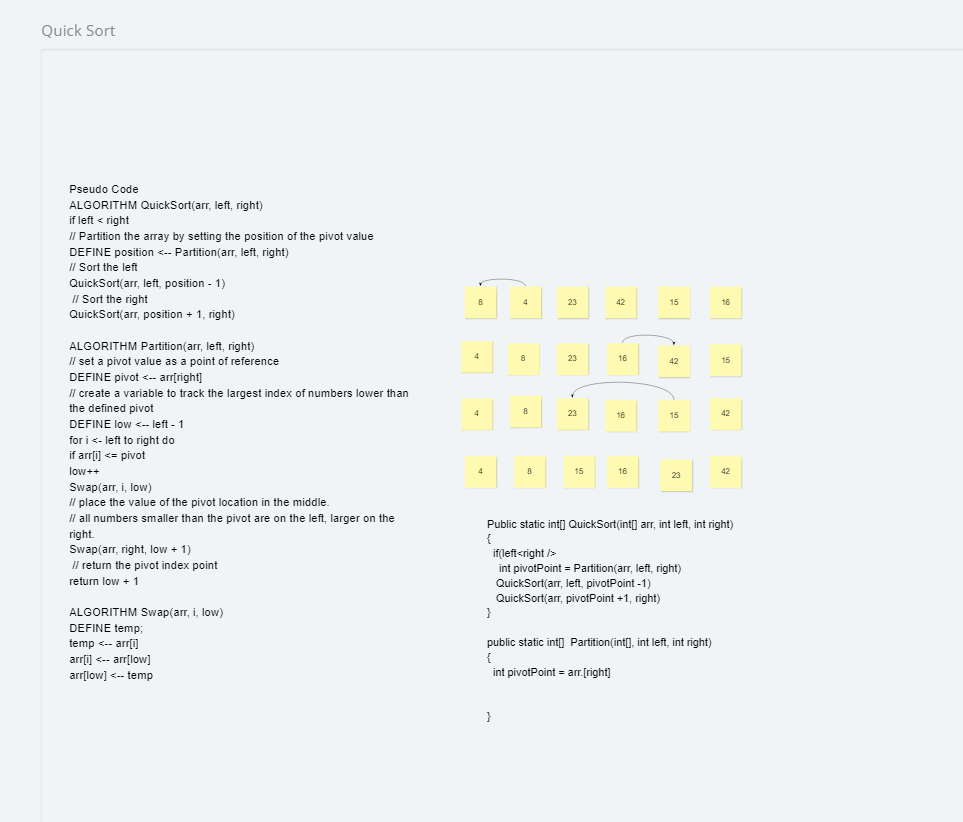 Quick Sort
Pseudo Code
ALGORITHM QuickSort(arr, left, right)
if left < right
// Partition the array by setting the position of the pivot value
DEFINE position <-- Partition(arr, left, right)
// Sort the left
QuickSort(arr, left, position - 1)
// Sort the right
QuickSort(arr, position + 1, right)
ALGORITHM Partition(arr, left, right)
// set a pivot value as a point of reference
DEFINE pivot <-- arr[right]
// create a variable to track the largest index of numbers lower than
the defined pivot
DEFINE low <-- left - 1
for i <- left to right do
if arr[i] <= pivot
low++
Swap(arr, i, low)
// place the value of the pivot location in the middle.
// all numbers smaller than the pivot are on the left, larger on the
right.
Swap(arr, right, low + 1)
// return the pivot index point
return low + 1
ALGORITHM Swap(arr, i, low)
DEFINE temp;
temp <-- arr[i]
arr[i] <-- arr[low]
arr[low] <-- temp
8 4 23 42 15 16
4 8 23 16 42 15
4 8 23 16 15 42
4 8 15 16 23 42
Public static int[] QuickSort(int[] arr, int left, int right)
{
if(left<right />
int pivotPoint = Partition(arr, left, right)
QuickSort(arr, left, pivotPoint -1)
QuickSort(arr, pivotPoint +1, right)
}
public static int[]  Partition(int[], int left, int right)
{
int pivotPoint = arr.[right]
}